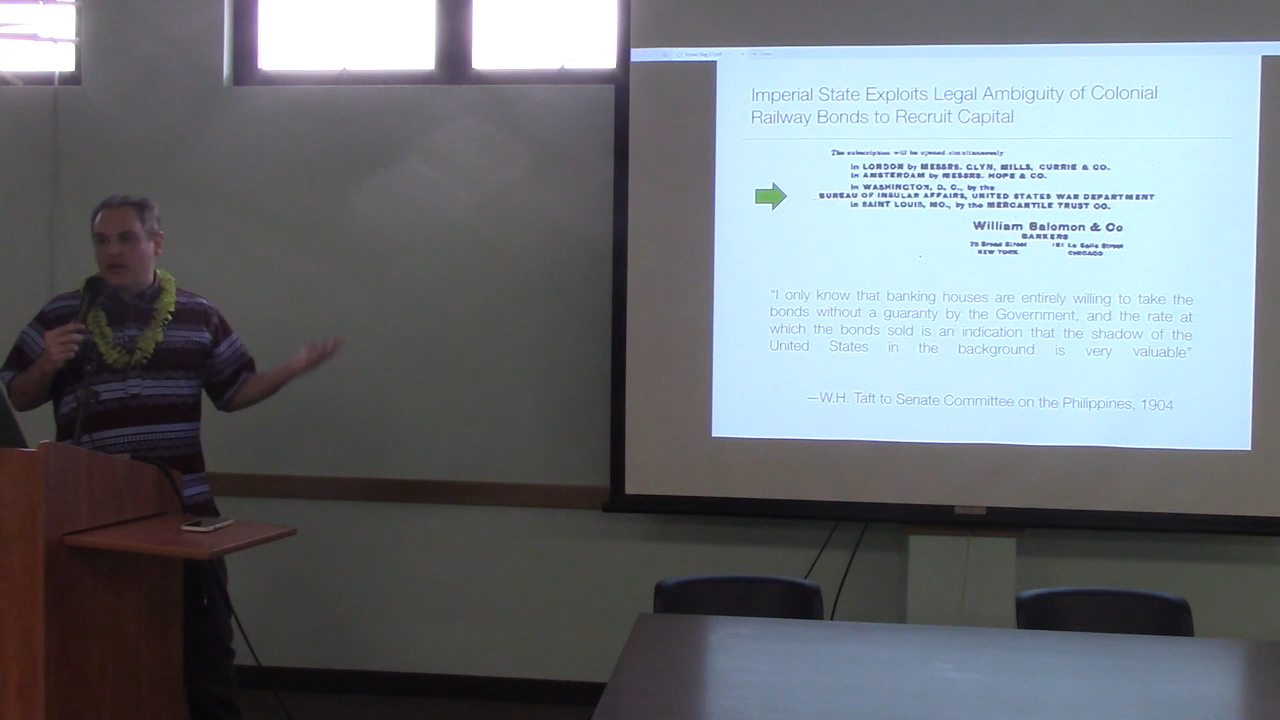 Imperial State Exploits Legal Ambiguity of Colonial
Railway Bonds to Recruit Capital
The subscription will be opened simultaneously
in LONDON by MESSRS. GLYN, MILLS, CURRIE & CO.
in AMSTERDAM by MESSRS. HOPE & CO.
in WASHINGTON, D. C., by the
BUREAU OF INSULAR AFFAIRS, UNITED STATES WAR DEPARTMENT
in SAINT LOUIS, MO., by the MERCANTILE TRUST CO.
William Salomon & Co
BANKERS
25 Broad Street 181 La Salle Street
NEW YORK CHICAGO
"I only know that banking houses are entirely willing to take the
bonds without a guaranty by the Government, and the rate at
which the bonds sold is an indication that the shadow of the
United States in the background is very valuable"
—W.H. Taft to Senate Committee on the Philippines, 1904